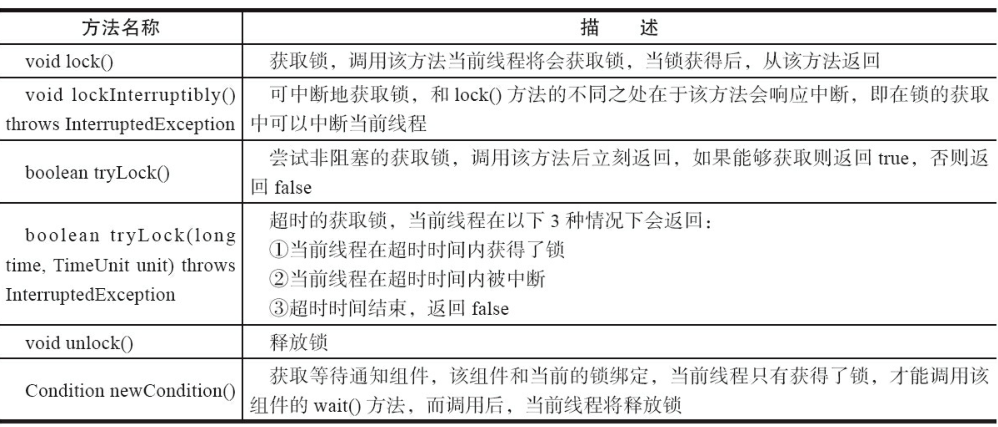 方法名称 描 述
void lock() 获取锁，调用该方法当前线程将会获取锁，当锁获得后，从该方法返回
void lockInterruptibly() throws InterruptedException 可中断地获取锁，和 lock() 方法的不同之处在于该方法会响应中断，即在锁的获取
中可以中断当前线程
boolean tryLock() 尝试非阻塞的获取锁，调用该方法后立刻返回，如果能够获取则返回 true，否则返
回 false
boolean tryLock(long
time, TimeUnit unit) throws
InterruptedException
超时的获取锁，当前线程在以下 3 种情况下会返回：
①当前线程在超时时间内获得了锁
②当前线程在超时时间内被中断
③超时时间结束，返回 false
void unlock() 释放锁
Condition newCondition() 获取等待通知组件，该组件和当前的锁绑定，当前线程只有获得了锁，才能调用该
组件的 wait() 方法，而调用后，当前线程将释放锁